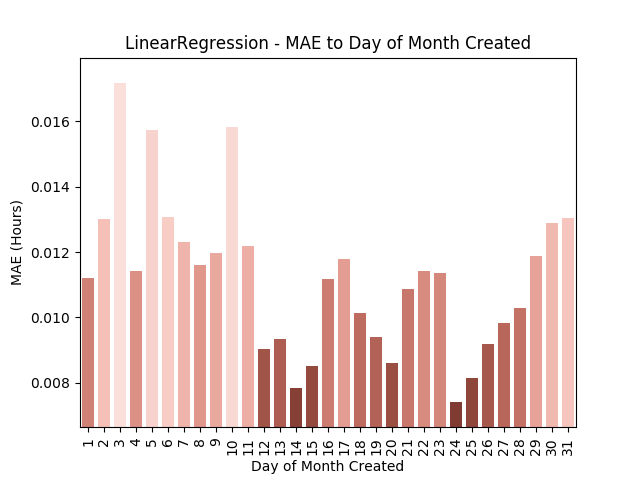 LinearRegression - MAE to Day of Month Created
MAE (Hours)
0.016
0.014
0.012
0.010
0.008
1 2 3 4 5 6 7 8 9 10 11 12 13 14 15 16 17 18 19 20 21 22 23 24 25 26 27 28 29 30 31
Day of Month Created